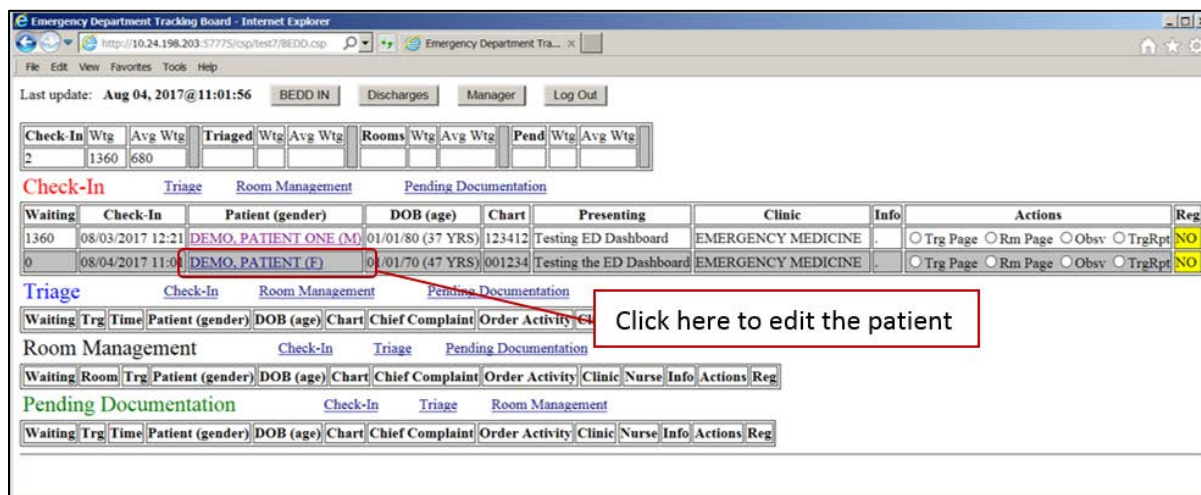 Emergency Department Tracking Board - Internet Explorer
http://10.24.198.203:57775/csp/test7/BEDD.csp Emergency Department Tra...
File Edit View Favorites Tools Help
Last update: Aug 04, 2017@11:01:56 BEDD IN Discharges Manager Log Out
Check-In Wtg Avg Wtg Triaged Wtg Avg Wtg Rooms Wtg Avg Wtg Pend Wtg Avg Wtg
2 1360 680
Check-In Triage Room Management Pending Documentation
Waiting Check-In Patient (gender) DOB (age) Chart Presenting Clinic Info Actions Reg
1360 08/03/2017 12:21 DEMO, PATIENT ONE (M) 01/01/80 (37 YRS) 123412 Testing ED Dashboard EMERGENCY MEDICINE . Trg Page Rm Page Obsv TrgRpt NO
0 08/04/2017 11:01 DEMO, PATIENT (F) 01/01/70 (47 YRS) 001234 Testing the ED Dashboard EMERGENCY MEDICINE . Trg Page Rm Page Obsv TrgRpt NO
Triage Check-In Room Management Pending Documentation
Waiting Trg Time Patient (gender) DOB (age) Chart Chief Complaint Order Activity
Click here to edit the patient
Room Management Check-In Triage Pending Documentation
Waiting Room Trg Patient (gender) DOB (age) Chart Chief Complaint Order Activity Clinic Nurse Info Actions Reg
Pending Documentation Check-In Triage Room Management
Waiting Trg Time Patient (gender) DOB (age) Chart Chief Complaint Order Activity Clinic Nurse Info Actions Reg